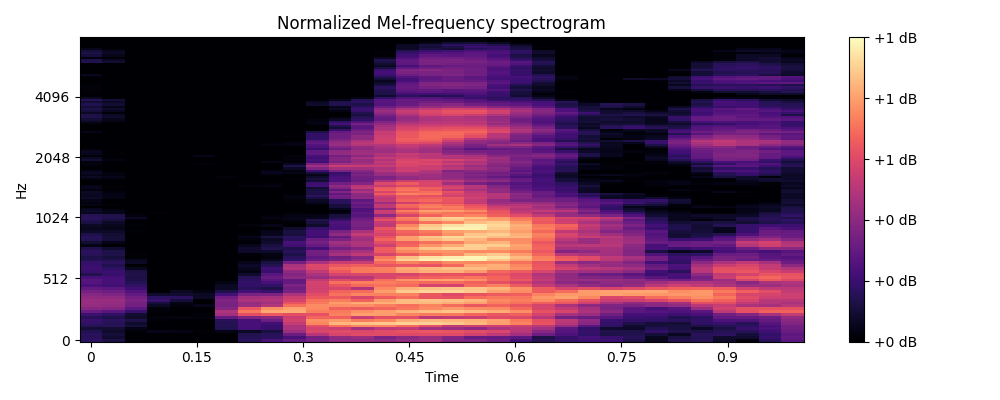 Normalized Mel-frequency spectrogram
Hz
4096
2048
1024
512
0
0
0.15
0.3
0.45
0.6
0.75
0.9
Time
+1 dB
+1 dB
+1 dB
+0 dB
+0 dB
+0 dB